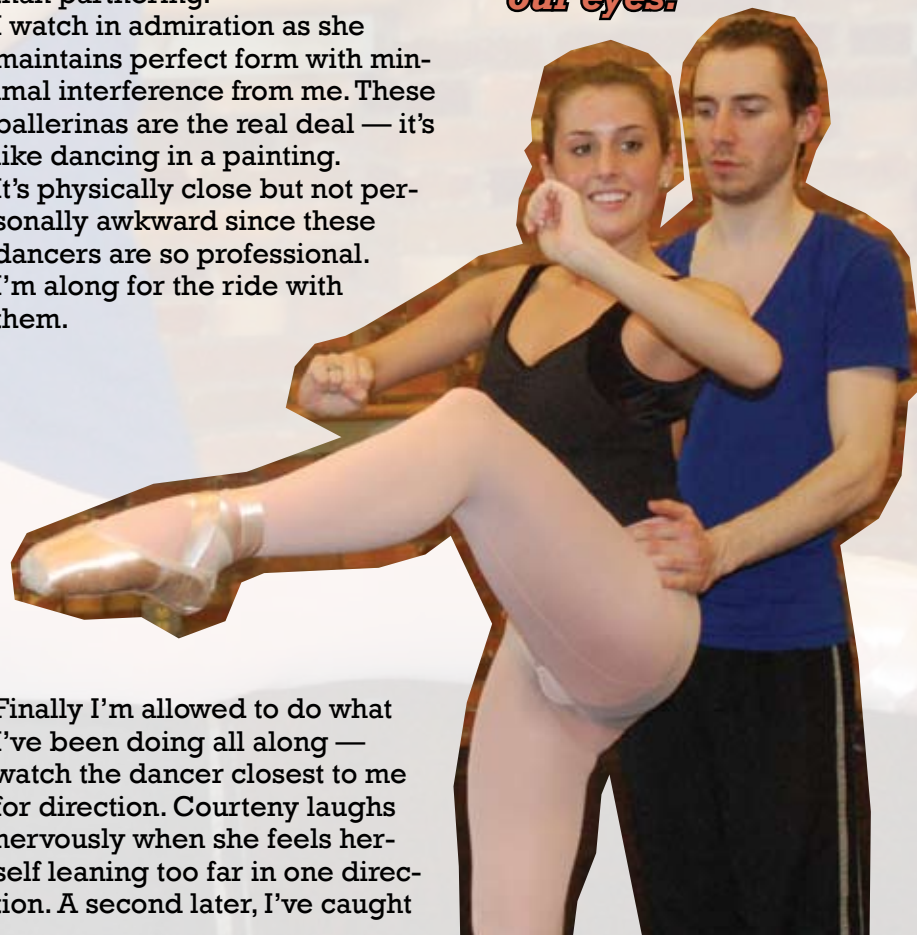 man partnering.
I watch in admiration as she
maintains perfect form with min-
imal interference from me. These
ballerinas are the real deal — it's
like dancing in a painting.
It's physically close but not per-
sonally awkward since these
dancers are so professional.
I'm along for the ride with
them.
our eyes.
Finally I'm allowed to do what
I've been doing all along —
watch the dancer closest to me
for direction. Courteny laughs
nervously when she feels her-
self leaning too far in one direc-
tion. A second later, I've caught